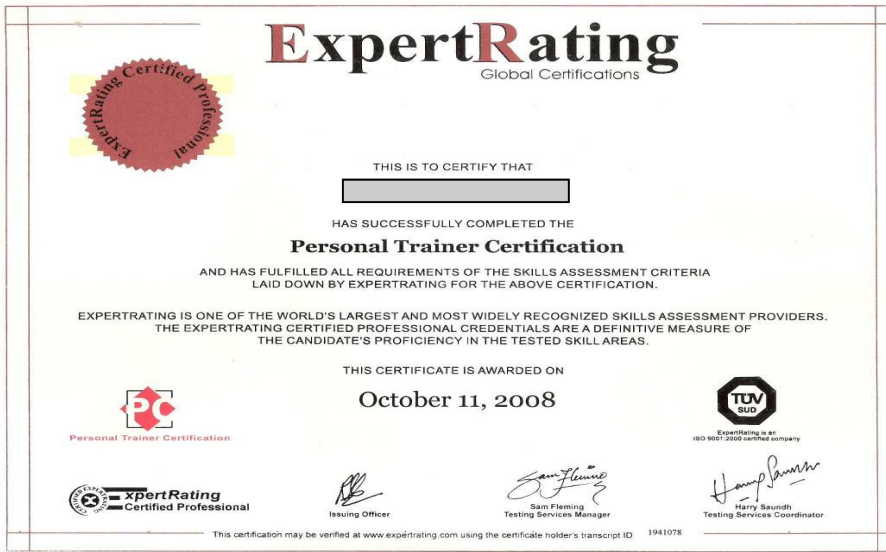 ExpertRating
Global Certifications
ExpertRating Certified Professional
THIS IS TO CERTIFY THAT
HAS SUCCESSFULLY COMPLETED THE
Personal Trainer Certification
AND HAS FULFILLED ALL REQUIREMENTS OF THE SKILLS ASSESSMENT CRITERIA
LAID DOWN BY EXPERTRATING FOR THE ABOVE CERTIFICATION.
EXPERTRATING IS ONE OF THE WORLD'S LARGEST AND MOST WIDELY RECOGNIZED SKILLS ASSESSMENT PROVIDERS.
THE EXPERTRATING CERTIFIED PROFESSIONAL CREDENTIALS ARE A DEFINITIVE MEASURE OF
THE CANDIDATE'S PROFICIENCY IN THE TESTED SKILL AREAS.
THIS CERTIFICATE IS AWARDED ON
October 11, 2008
PC
Personal Trainer Certification
TÜV
SUD
ExpertRating is an
ISO 9001:2000 certified company
CERTIFIED EXPERTRATING
XpertRating
Certified Professional
Issuing Officer
Sam Fleming
Sam Fleming
Testing Services Manager
Harry Saundh
Testing Services Coordinator
This certification may be verified at www.expertrating.com using the certificate holder's transcript ID 1941078